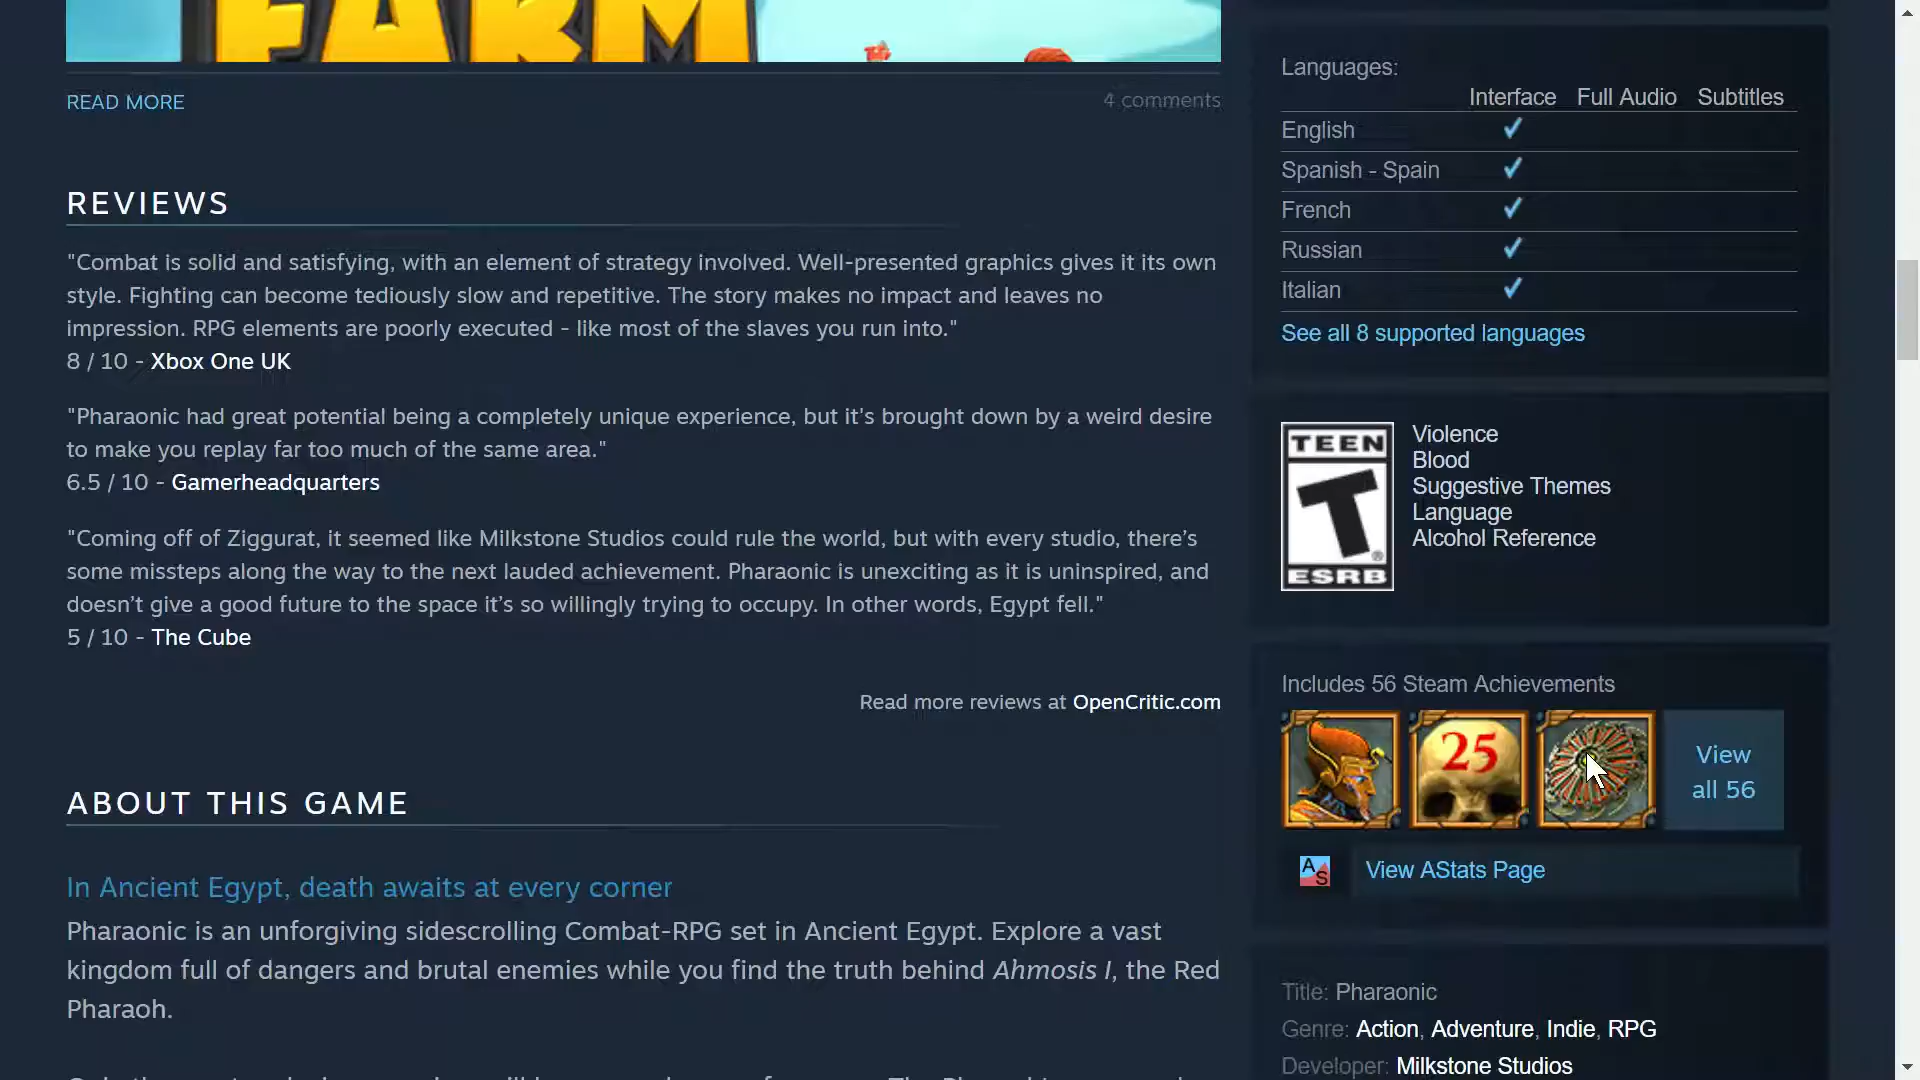 FARM
READ MORE
4 comments
REVIEWS
"Combat is solid and satisfying, with an element of strategy involved. Well-presented graphics gives it its own
style. Fighting can become tediously slow and repetitive. The story makes no impact and leaves no
impression. RPG elements are poorly executed - like most of the slaves you run into."
8 / 10 - Xbox One UK
"Pharaonic had great potential being a completely unique experience, but it's brought down by a weird desire
to make you replay far too much of the same area."
6.5 / 10 - Gamerheadquarters
"Coming off of Ziggurat, it seemed like Milkstone Studios could rule the world, but with every studio, there’s
some missteps along the way to the next lauded achievement. Pharaonic is unexciting as it is uninspired, and
doesn’t give a good future to the space it’s so willingly trying to occupy. In other words, Egypt fell."
5 / 10 - The Cube
Read more reviews at OpenCritic.com
ABOUT THIS GAME
In Ancient Egypt, death awaits at every corner
Pharaonic is an unforgiving sidescrolling Combat-RPG set in Ancient Egypt. Explore a vast
kingdom full of dangers and brutal enemies while you find the truth behind Ahmosis I, the Red
Pharaoh.
Languages:
Interface Full Audio Subtitles
English
Spanish - Spain
French
Russian
Italian
See all 8 supported languages
TEEN
T
®
ESRB
Violence
Blood
Suggestive Themes
Language
Alcohol Reference
Includes 56 Steam Achievements
25
View
all 56
AS
View AStats Page
Title: Pharaonic
Genre: Action, Adventure, Indie, RPG
Developer: Milkstone Studios